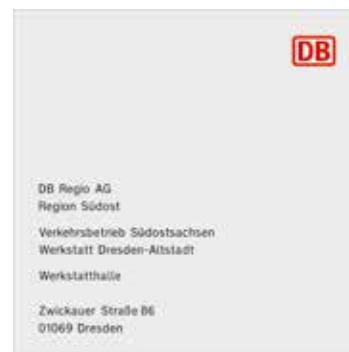 DB
DB Regio AG
Region Südost
Verkehrsbetrieb Südostsachsen
Werkstatt Dresden-Altstadt
Werkstatthalle
Zwickauer Straße 86
01069 Dresden